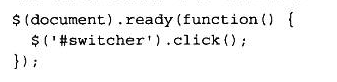 $(document).ready(function() {
  $('#switcher').click();
});